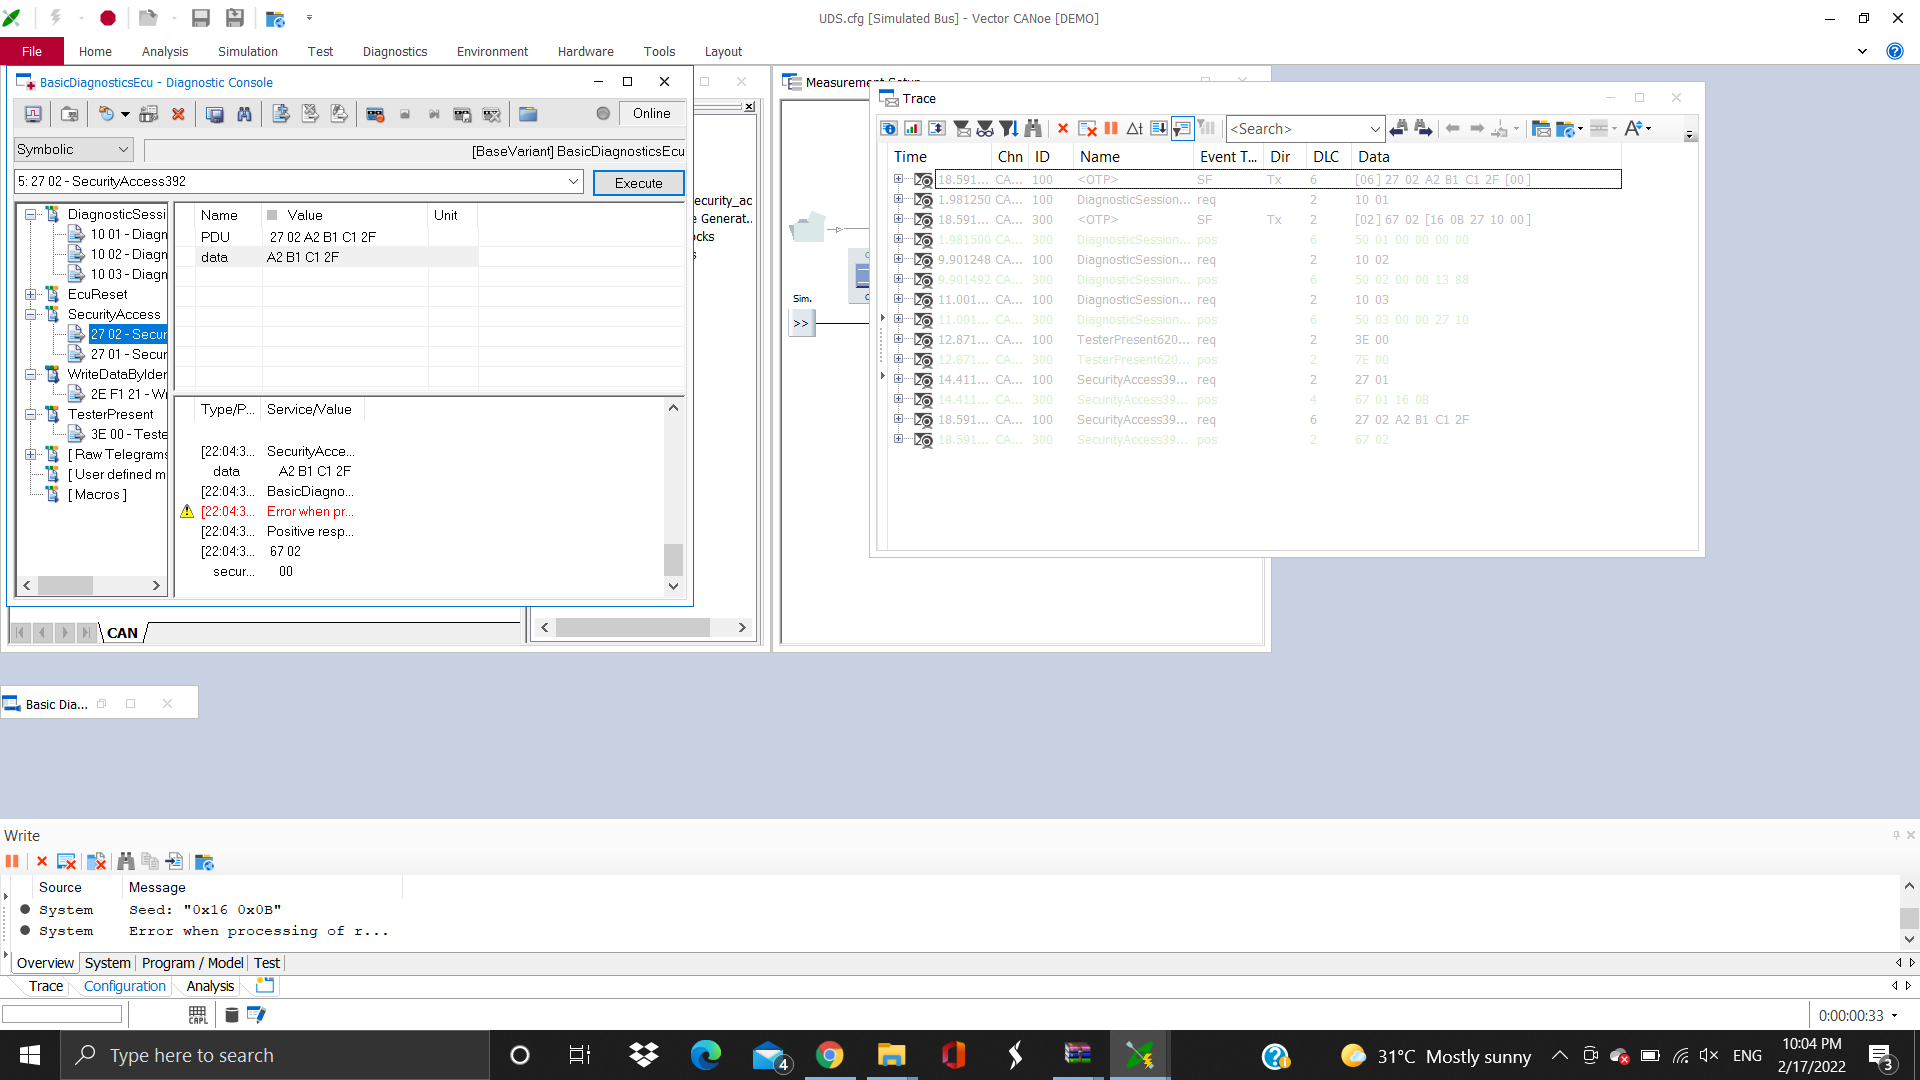 UDS.cfg [Simulated Bus] - Vector CANoe [DEMO]
File Home Analysis Simulation Test Diagnostics Environment Hardware Tools Layout
BasicDiagnosticsEcu - Diagnostic Console
Online
Symbolic
[BaseVariant] BasicDiagnosticsEcu
5: 27 02 - SecurityAccess392
Execute
DiagnosticSessi
10 01 - Diagn
10 02 - Diagn
10 03 - Diagn
EcuReset
SecurityAccess
27 02 - Secur
27 01 - Secur
WriteDataByIder
2E F1 21 - Wi
TesterPresent
3E 00 - Teste
[ Raw Telegrams
[ User defined m
[ Macros ]
Name Value Unit
PDU 27 02 A2 B1 C1 2F
data A2 B1 C1 2F
Type/P... Service/Value
[22:04:3... SecurityAcce...
data A2 B1 C1 2F
[22:04:3... BasicDiagno...
[22:04:3... Error when pr...
[22:04:3... Positive resp...
[22:04:3... 67 02
secur... 00
ecurity_ac
e Generat..
ocks
CAN
Measurement Setup
Sim.
>>
Trace
<Search>
Time Chn ID Name Event T... Dir DLC Data
18.591... CA... 100 <OTP> SF Tx 6 [06] 27 02 A2 B1 C1 2F [00]
1.981250 CA... 100 DiagnosticSession... req 2 10 01
18.591... CA... 300 <OTP> SF Tx 2 [02] 67 02 [16 0B 27 10 00]
1.981500 CA... 300 DiagnosticSession... pos 6 50 01 00 00 00 00
9.901248 CA... 100 DiagnosticSession... req 2 10 02
9.901492 CA... 300 DiagnosticSession... pos 6 50 02 00 00 13 88
11.001... CA... 100 DiagnosticSession... req 2 10 03
11.001... CA... 300 DiagnosticSession... pos 6 50 03 00 00 27 10
12.871... CA... 100 TesterPresent620... req 2 3E 00
12.871... CA... 300 TesterPresent620... pos 2 7E 00
14.411... CA... 100 SecurityAccess39... req 2 27 01
14.411... CA... 300 SecurityAccess39... pos 4 67 01 16 0B
18.591... CA... 100 SecurityAccess39... req 6 27 02 A2 B1 C1 2F
18.591... CA... 300 SecurityAccess39... pos 2 67 02
Basic Dia...
Write
Source Message
System Seed: "0x16 0x0B"
System Error when processing of r...
Overview System Program / Model Test
Trace Configuration Analysis
CAPL
0:00:00:33
Type here to search
4
31°C Mostly sunny
ENG
10:04 PM
2/17/2022
3